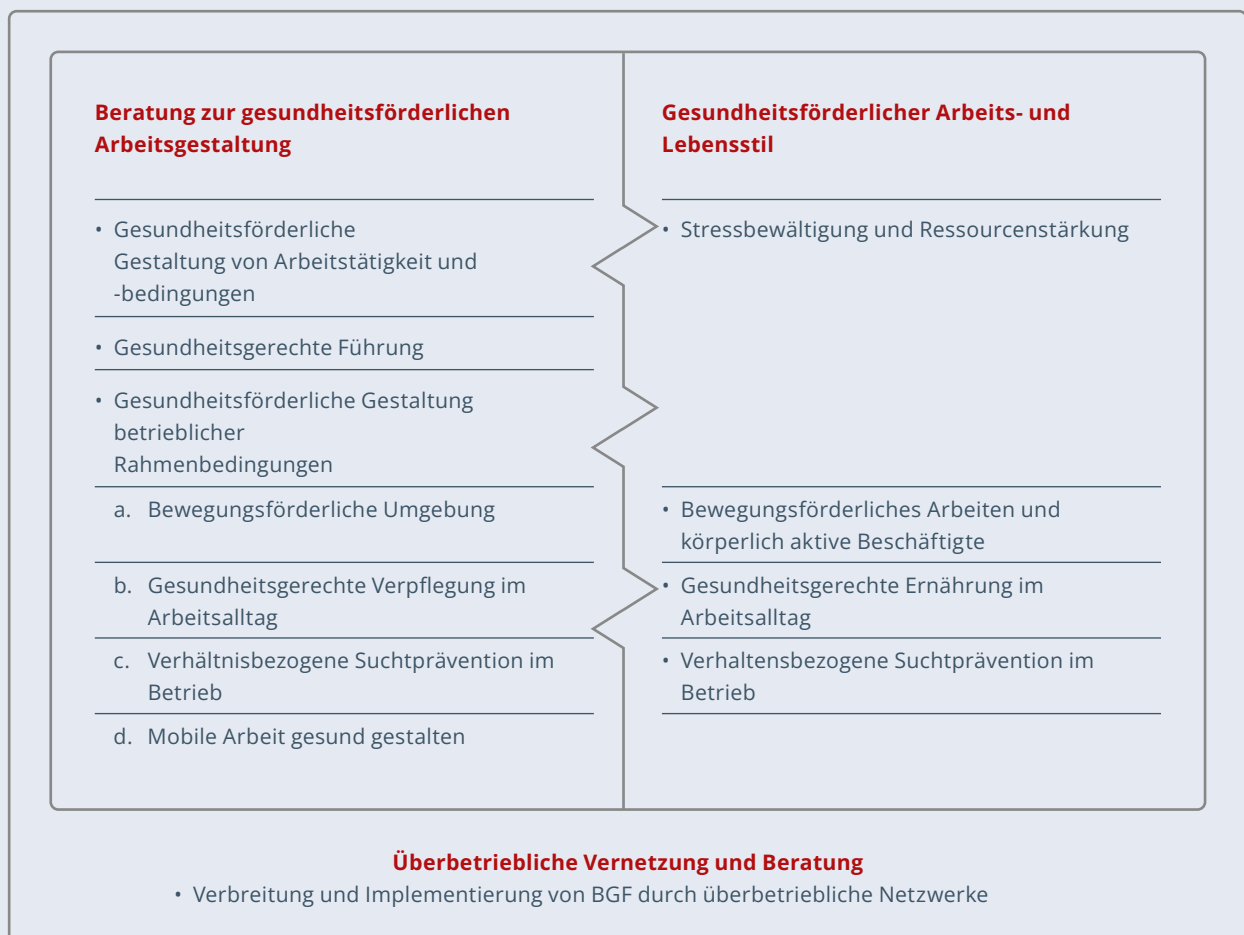 Beratung zur gesundheitsförderlichen
Arbeitsgestaltung
• Gesundheitsförderliche
Gestaltung von Arbeitstätigkeit und
-bedingungen
• Gesundheitsgerechte Führung
• Gesundheitsförderliche Gestaltung
betrieblicher
Rahmenbedingungen
a. Bewegungsförderliche Umgebung
b. Gesundheitsgerechte Verpflegung im
Arbeitsalltag
c. Verhältnisbezogene Suchtprävention im
Betrieb
d. Mobile Arbeit gesund gestalten
Gesundheitsförderlicher Arbeits- und
Lebensstil
• Stressbewältigung und Ressourcenstärkung
• Bewegungsförderliches Arbeiten und
körperlich aktive Beschäftigte
• Gesundheitsgerechte Ernährung im
Arbeitsalltag
• Verhaltensbezogene Suchtprävention im
Betrieb
Überbetriebliche Vernetzung und Beratung
• Verbreitung und Implementierung von BGF durch überbetriebliche Netzwerke